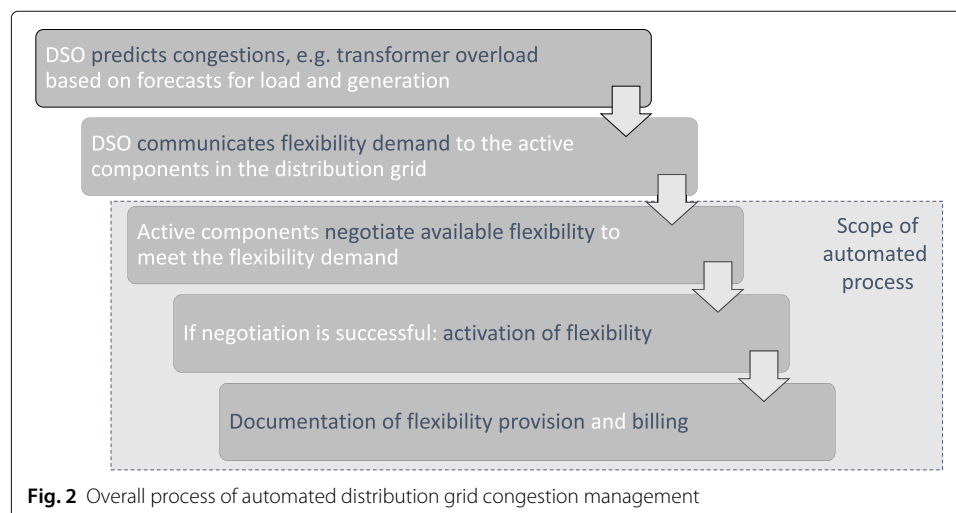 DSO predicts congestions, e.g. transformer overload
based on forecasts for load and generation
DSO communicates flexibility demand to the active
components in the distribution grid
Active components negotiate available flexibility to
meet the flexibility demand
Scope of
automated
process
If negotiation is successful: activation of flexibility
Documentation of flexibility provision and billing
Fig. 2 Overall process of automated distribution grid congestion management